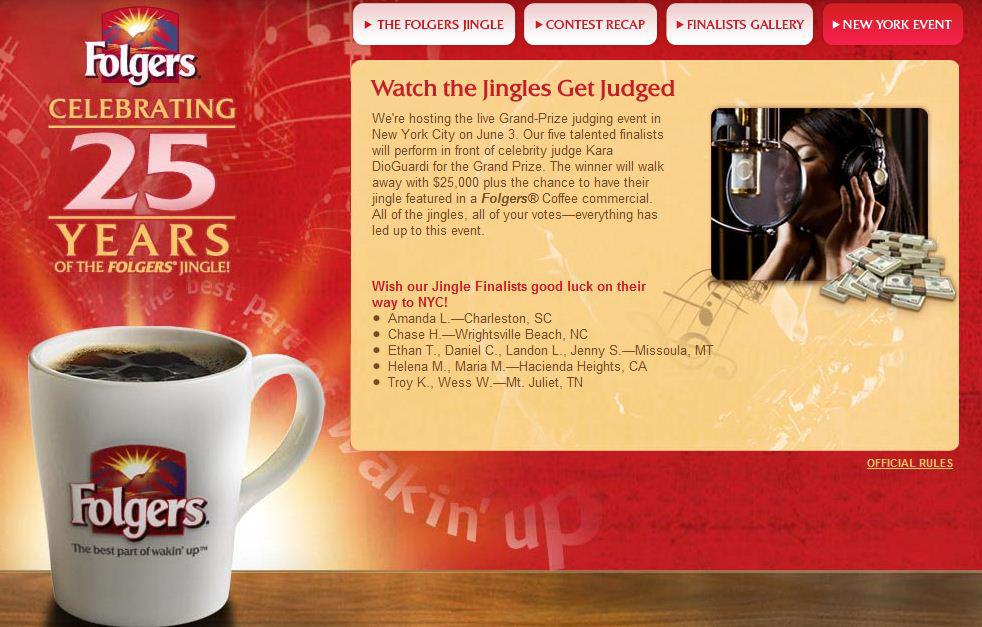 Folgers
CELEBRATING
25
YEARS
OF THE FOLGERS® JINGLE!
THE FOLGERS JINGLE
CONTEST RECAP
FINALISTS GALLERY
NEW YORK EVENT
Watch the Jingles Get Judged
We're hosting the live Grand-Prize judging event in
New York City on June 3. Our five talented finalists
will perform in front of celebrity judge Kara
DioGuardi for the Grand Prize. The winner will walk
away with $25,000 plus the chance to have their
jingle featured in a Folgers® Coffee commercial.
All of the jingles, all of your votes—everything has
led up to this event.
Wish our Jingle Finalists good luck on their
way to NYC!
• Amanda L.—Charleston, SC
• Chase H.—Wrightsville Beach, NC
• Ethan T., Daniel C., Landon L., Jenny S.—Missoula, MT
• Helena M., Maria M.—Hacienda Heights, CA
• Troy K., Wess W.—Mt. Juliet, TN
OFFICIAL RULES
the best part wakin' up
Folgers.
The best part of wakin' up™